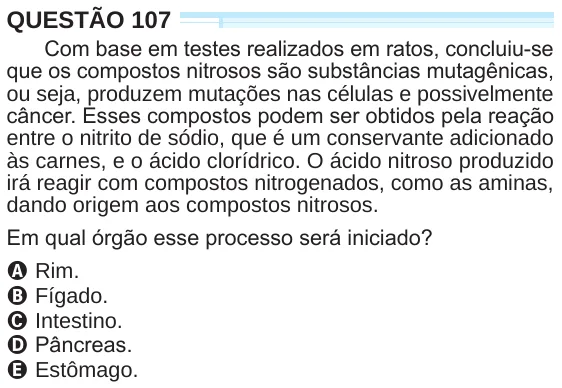 QUESTÃO 107
Com base em testes realizados em ratos, concluiu-se
que os compostos nitrosos são substâncias mutagênicas,
ou seja, produzem mutações nas células e possivelmente
câncer. Esses compostos podem ser obtidos pela reação
entre o nitrito de sódio, que é um conservante adicionado
às carnes, e o ácido clorídrico. O ácido nitroso produzido
irá reagir com compostos nitrogenados, como as aminas,
dando origem aos compostos nitrosos.
Em qual órgão esse processo será iniciado?
A Rim.
B Fígado.
C Intestino.
D Pâncreas.
E Estômago.